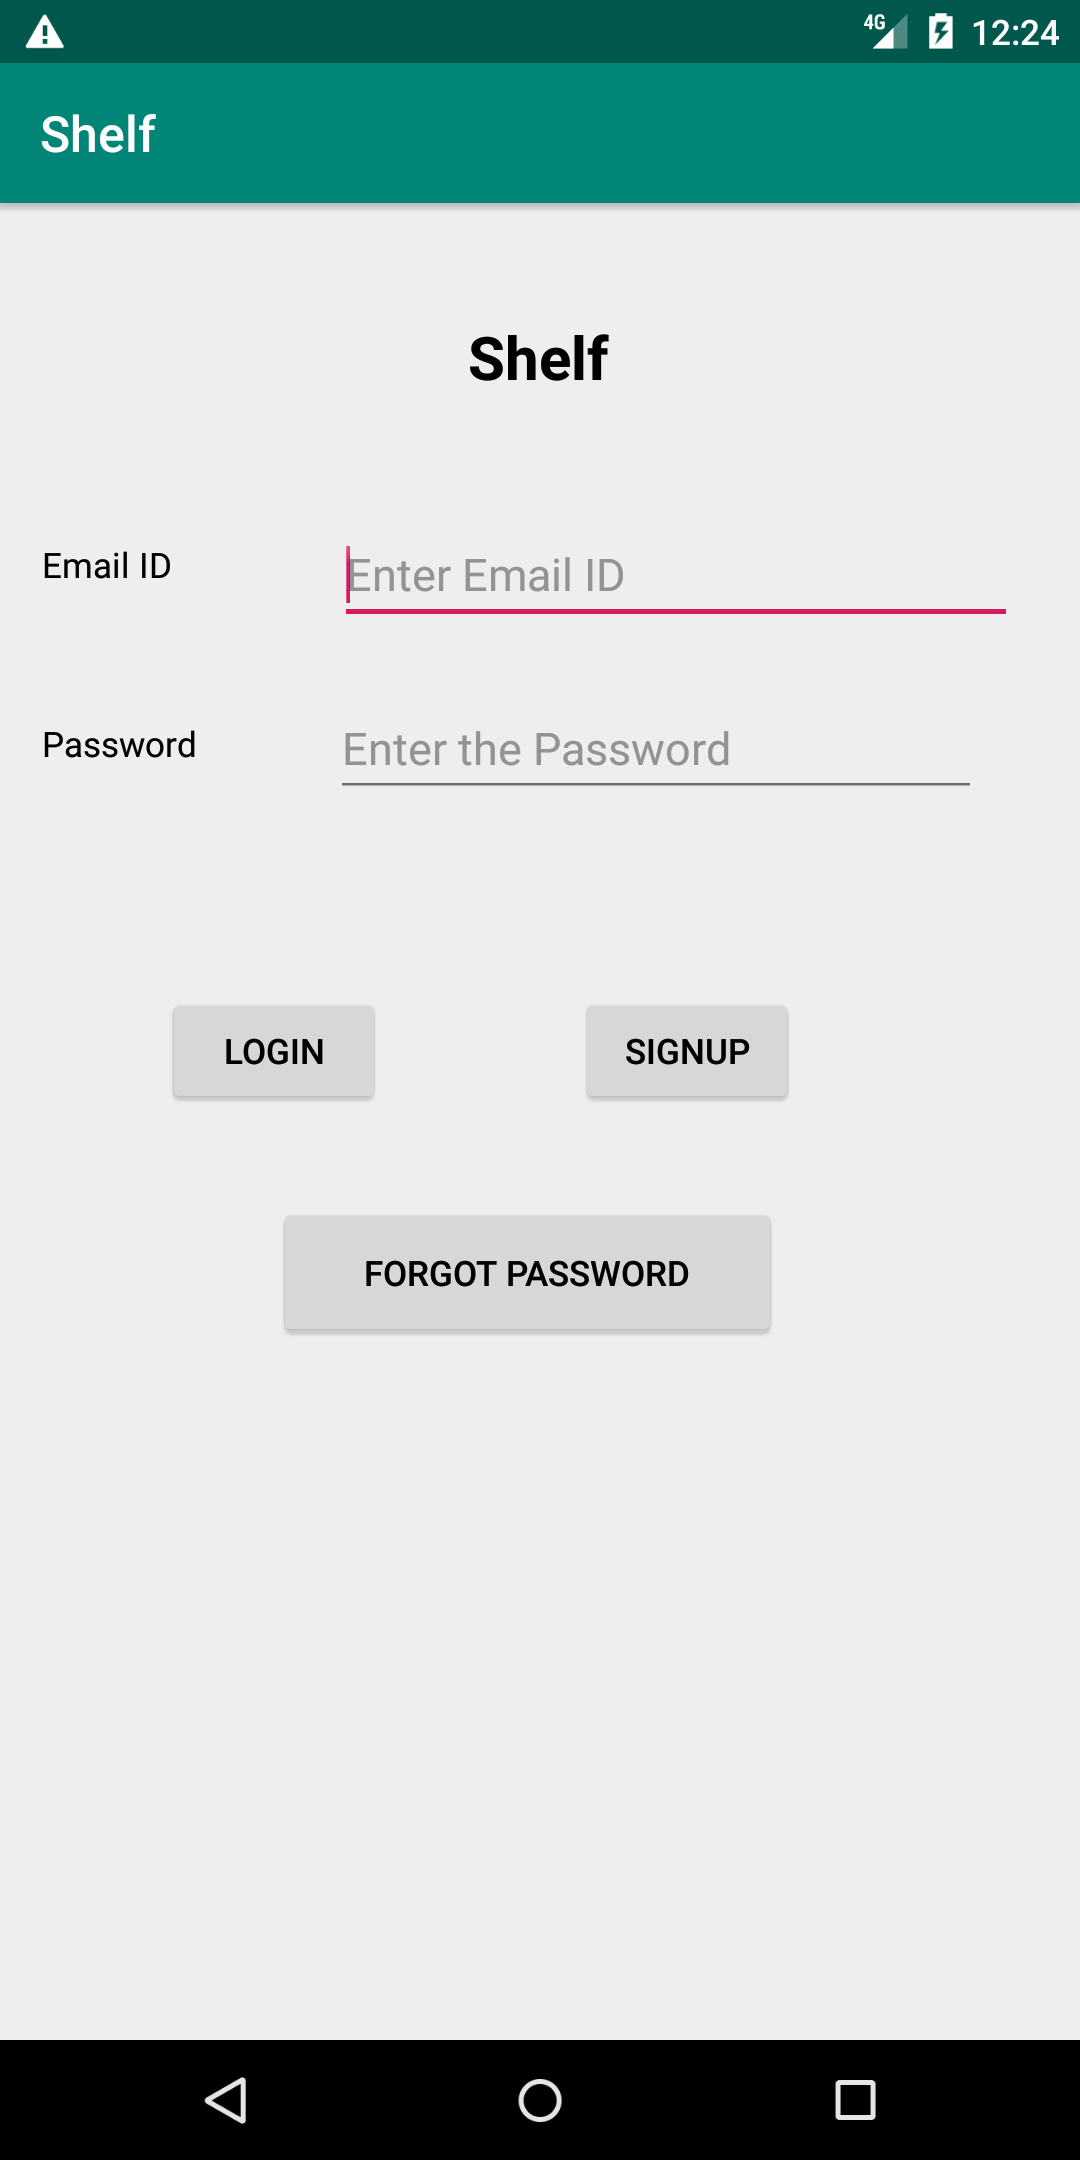 4G 12:24
Shelf
Shelf
Email ID Enter Email ID
Password Enter the Password
LOGIN SIGNUP
FORGOT PASSWORD